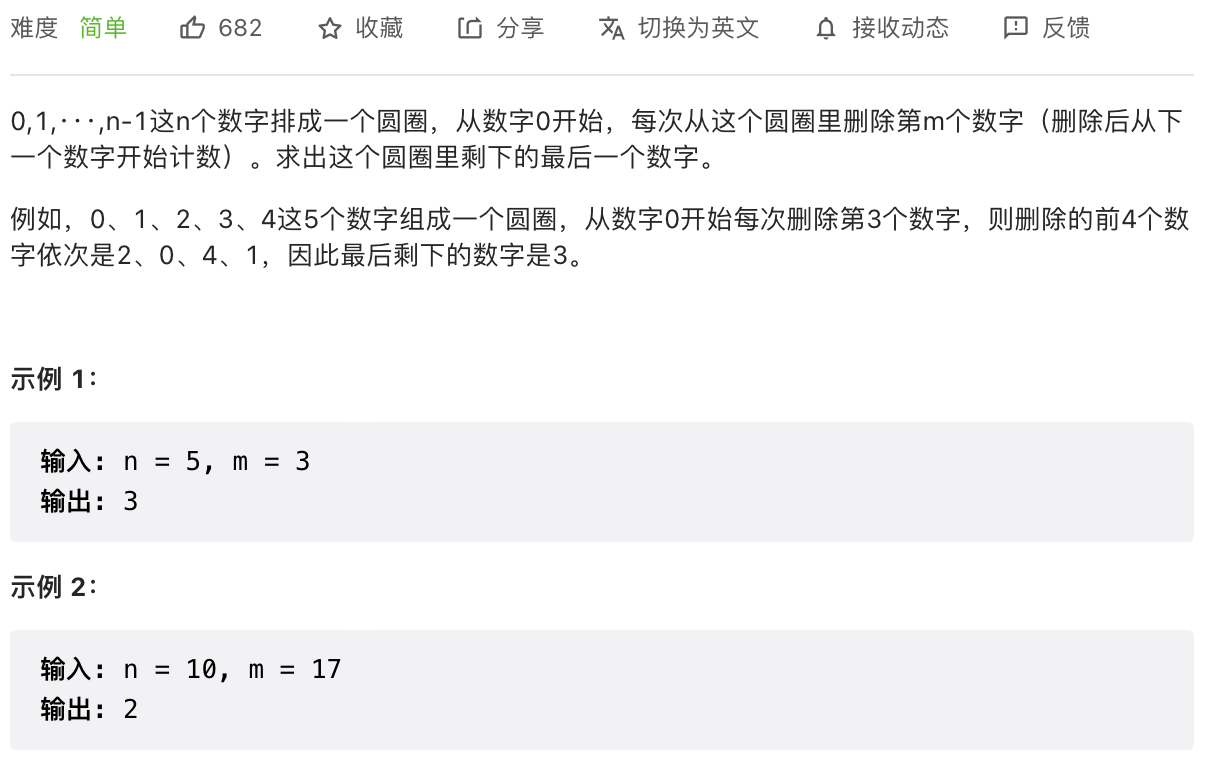 难度 简单 682 收藏 分享 切换为英文 接收动态 反馈
0,1,···,n-1这n个数字排成一个圆圈，从数字0开始，每次从这个圆圈里删除第m个数字（删除后从下
一个数字开始计数）。求出这个圆圈里剩下的最后一个数字。
例如，0、1、2、3、4这5个数字组成一个圆圈，从数字0开始每次删除第3个数字，则删除的前4个数
字依次是2、0、4、1，因此最后剩下的数字是3。
示例 1：
输入: n = 5, m = 3
输出: 3
示例 2：
输入: n = 10, m = 17
输出: 2